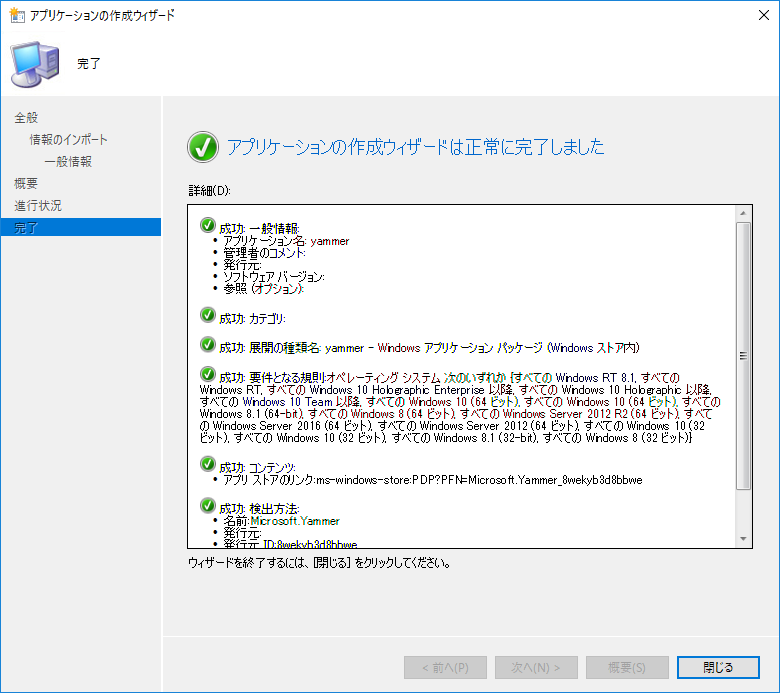 アプリケーションの作成ウィザード
完了
全般
情報のインポート
一般情報
概要
進行状況
完了
アプリケーションの作成ウィザードは正常に完了しました
詳細(D):
成功: 一般情報:
• アプリケーション名: yammer
• 管理者のコメント:
• 発行元:
• ソフトウェア バージョン:
• 参照 (オプション):
成功: カテゴリ:
成功: 展開の種類名: yammer - Windows アプリケーション パッケージ (Windows ストア内)
成功: 要件となる規則:オペレーティング システム 次のいずれか {すべての Windows RT 8.1, すべての
Windows RT, すべての Windows 10 Holographic Enterprise 以降, すべての Windows 10 Holographic 以降,
すべての Windows 10 Team 以降, すべての Windows 10 (64 ビット), すべての Windows 10 (64 ビット), すべての
Windows 8.1 (64-bit), すべての Windows 8 (64 ビット), すべての Windows Server 2012 R2 (64 ビット), すべて
の Windows Server 2016 (64 ビット), すべての Windows Server 2012 (64 ビット), すべての Windows 10 (32
ビット), すべての Windows 10 (32 ビット), すべての Windows 8.1 (32-bit), すべての Windows 8 (32 ビット)}
成功: コンテンツ:
• アプリ ストアのリンク:ms-windows-store:PDP?PFN=Microsoft.Yammer_8wekyb3d8bbwe
成功: 検出方法:
• 名前:Microsoft.Yammer
• 発行元:
• 発行元 ID:8wekyb3d8bbwe
ウィザードを終了するには、[閉じる] をクリックしてください。
< 前へ(P)
次へ(N) >
概要(S)
閉じる